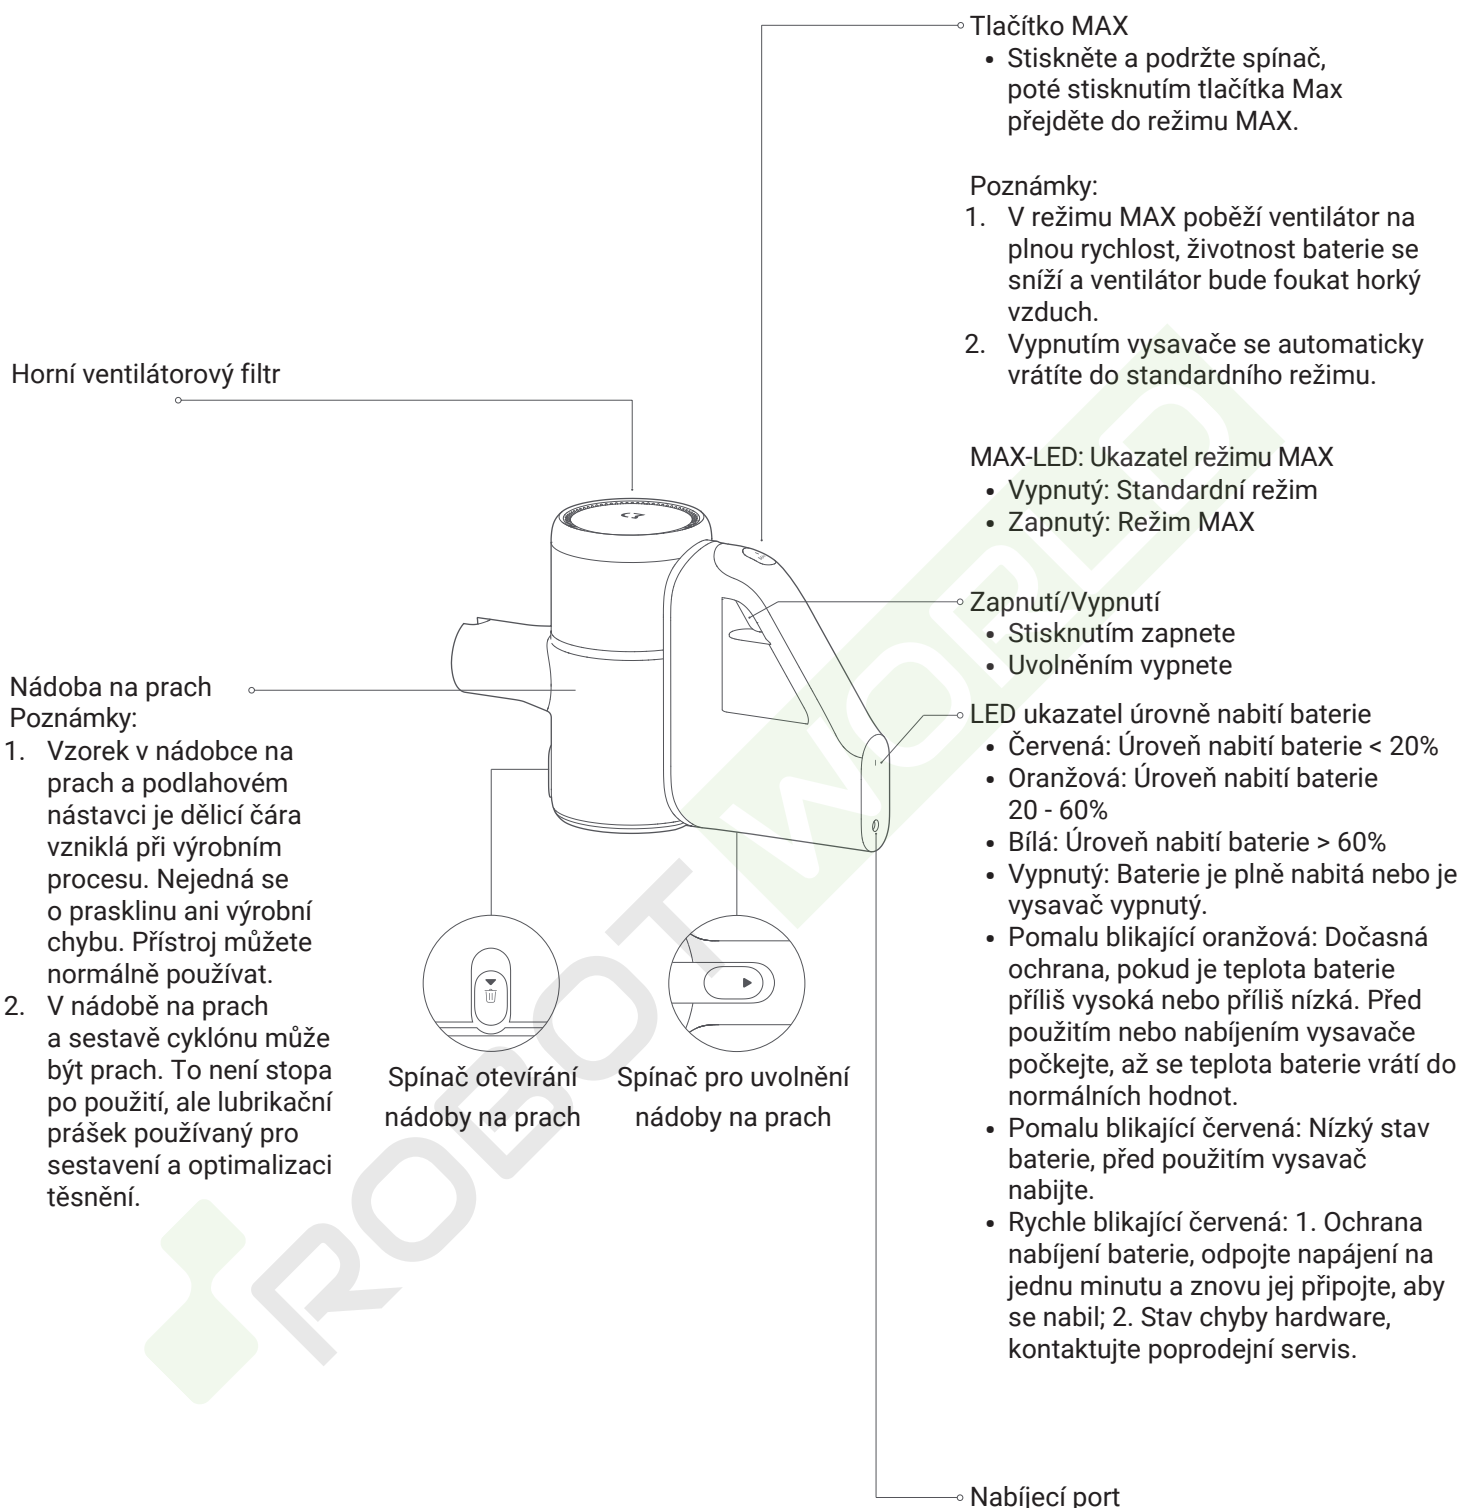 Tlačítko MAX
• Stiskněte a podržte spínač,
poté stisknutím tlačítka Max
přejděte do režimu MAX.
Poznámky:
1. V režimu MAX poběží ventilátor na
plnou rychlost, životnost baterie se
sníží a ventilátor bude foukat horký
vzduch.
2. Vypnutím vysavače se automaticky
vrátíte do standardního režimu.
MAX-LED: Ukazatel režimu MAX
• Vypnutý: Standardní režim
• Zapnutý: Režim MAX
Zapnutí/Vypnutí
• Stisknutím zapnete
• Uvolněním vypnete
LED ukazatel úrovně nabití baterie
• Červená: Úroveň nabití baterie < 20%
• Oranžová: Úroveň nabití baterie
20 - 60%
• Bílá: Úroveň nabití baterie > 60%
• Vypnutý: Baterie je plně nabitá nebo je
vysavač vypnutý.
• Pomalu blikající oranžová: Dočasná
ochrana, pokud je teplota baterie
příliš vysoká nebo příliš nízká. Před
použitím nebo nabíjením vysavače
počkejte, až se teplota baterie vrátí do
normálních hodnot.
• Pomalu blikající červená: Nízký stav
baterie, před použitím vysavač
nabijte.
• Rychle blikající červená: 1. Ochrana
nabíjení baterie, odpojte napájení na
jednu minutu a znovu jej připojte, aby
se nabil; 2. Stav chyby hardware,
kontaktujte poprodejní servis.
Nabíjecí port
Horní ventilátorový filtr
Nádoba na prach
Poznámky:
1. Vzorek v nádobce na
prach a podlahovém
nástavci je dělicí čára
vzniklá při výrobním
procesu. Nejedná se
o prasklinu ani výrobní
chybu. Přístroj můžete
normálně používat.
2. V nádobě na prach
a sestavě cyklónu může
být prach. To není stopa
po použití, ale lubrikační
prášek používaný pro
sestavení a optimalizaci
těsnění.
Spínač otevírání
nádoby na prach
Spínač pro uvolnění
nádoby na prach
ROBOT WORLD